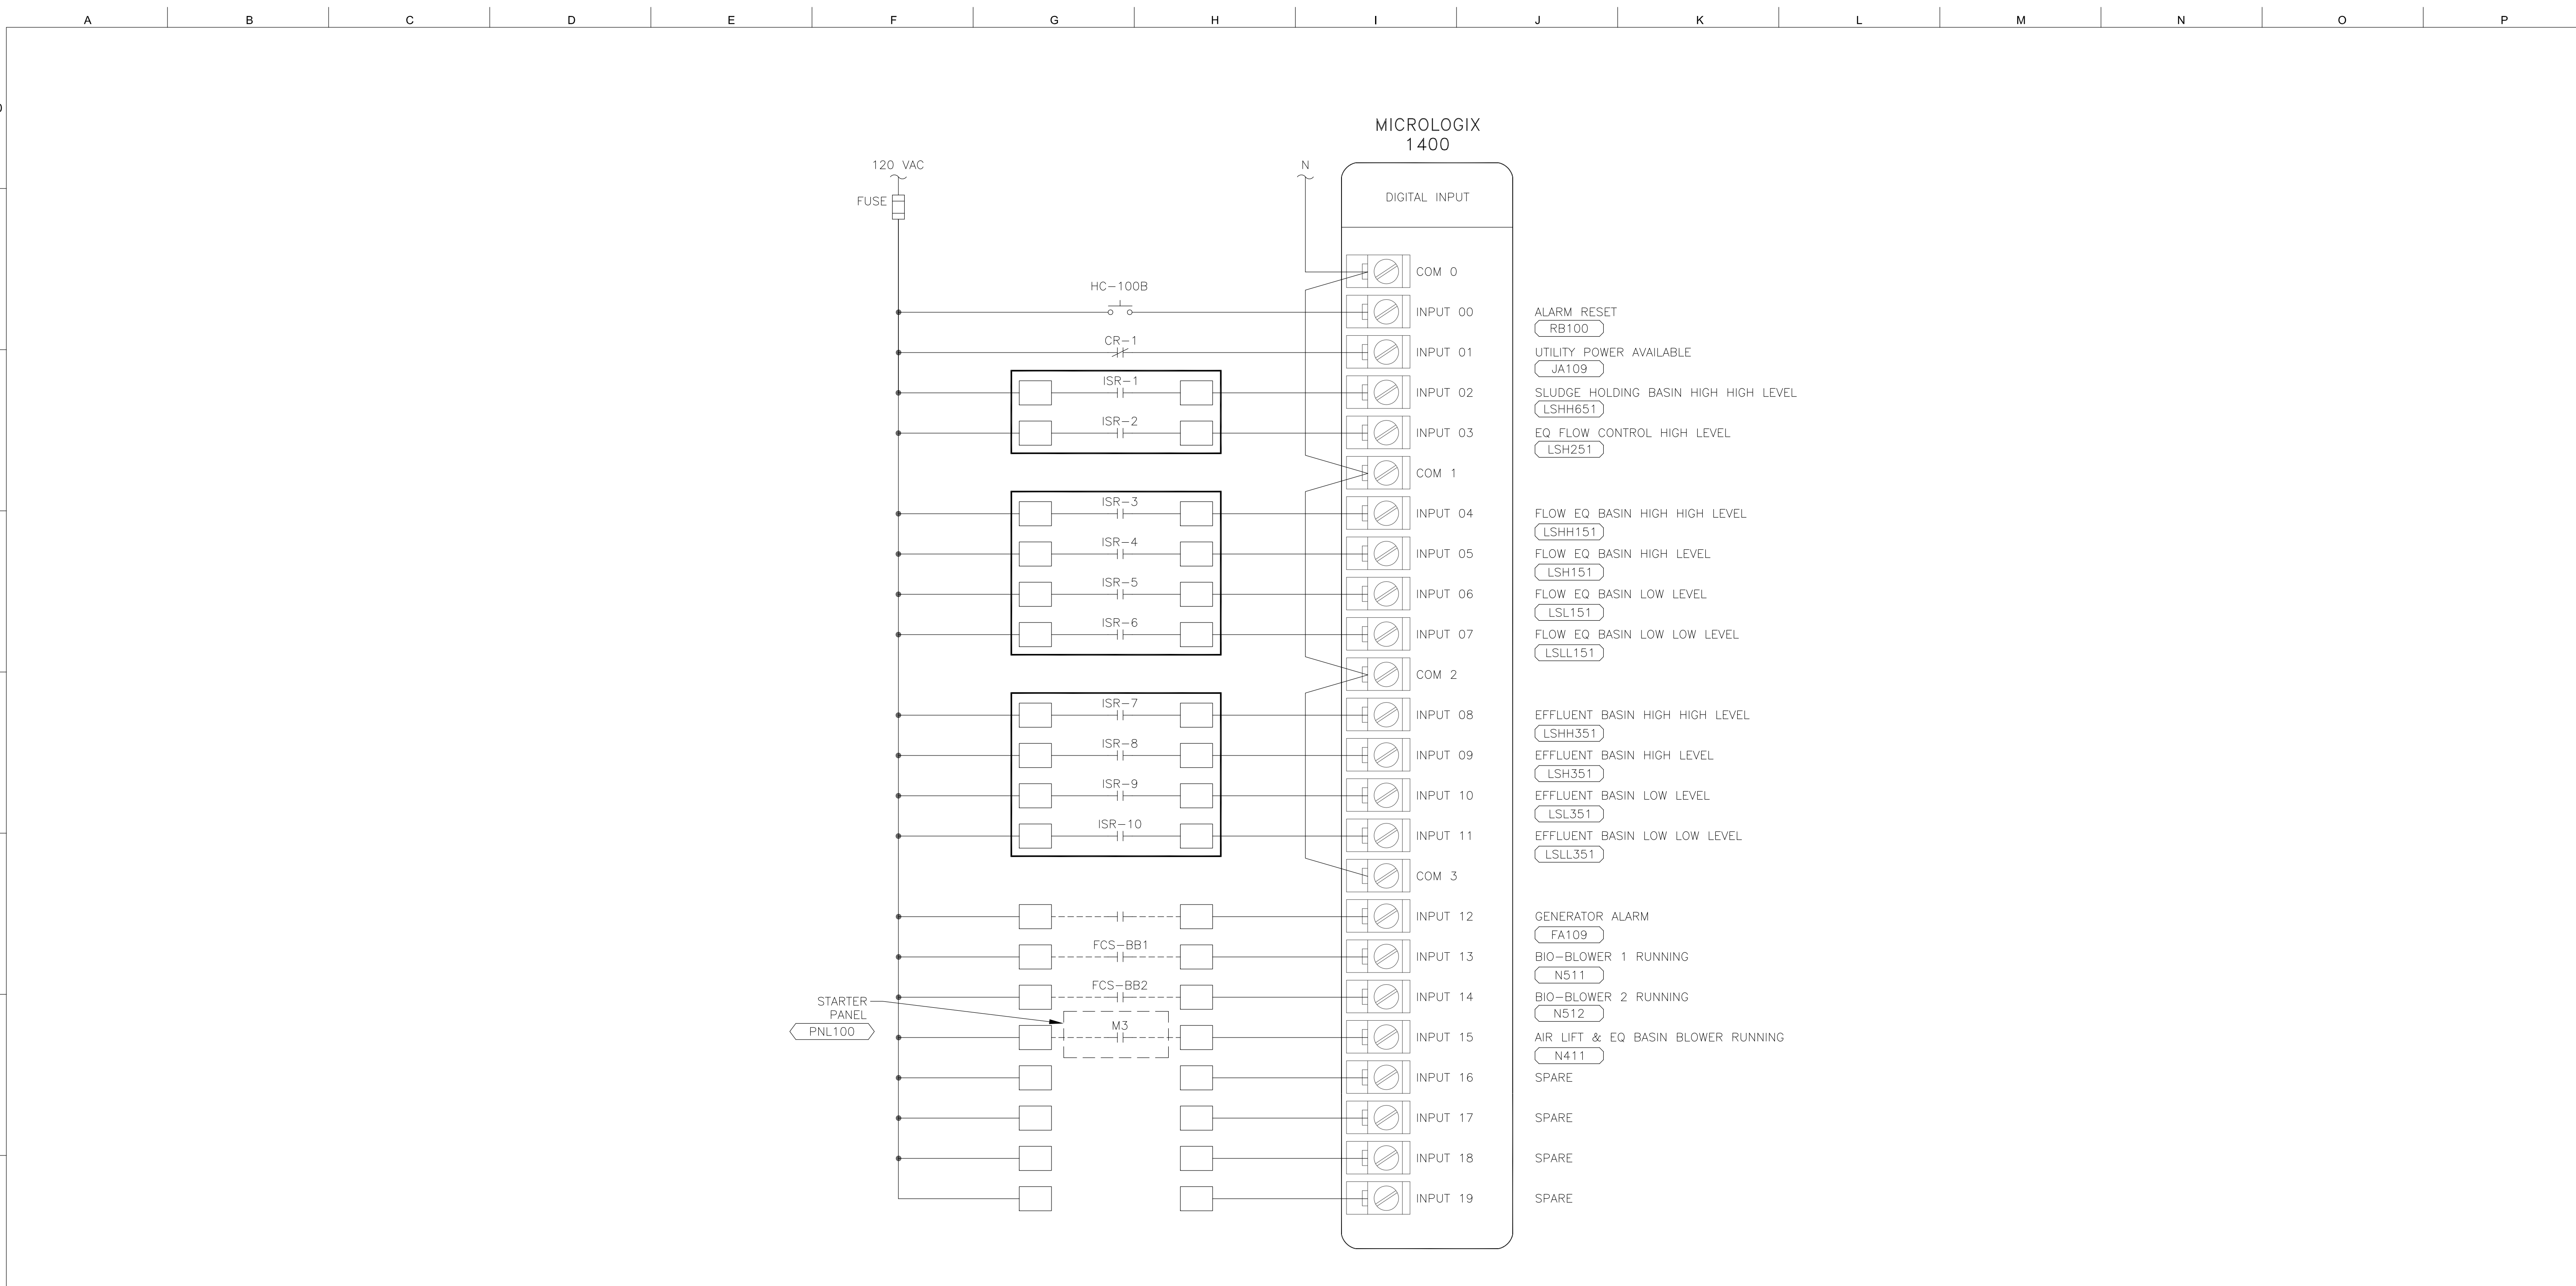 A B C D E F G H I J K L M N O P
MICROLOGIX
1400
120 VAC
N
FUSE
DIGITAL INPUT
COM 0
HC-100B
INPUT 00 ALARM RESET
RB100
CR-1
INPUT 01 UTILITY POWER AVAILABLE
JA109
ISR-1
INPUT 02 SLUDGE HOLDING BASIN HIGH HIGH LEVEL
LSHH651
ISR-2
INPUT 03 EQ FLOW CONTROL HIGH LEVEL
LSH251
COM 1
ISR-3
INPUT 04 FLOW EQ BASIN HIGH HIGH LEVEL
LSHH151
ISR-4
INPUT 05 FLOW EQ BASIN HIGH LEVEL
LSH151
ISR-5
INPUT 06 FLOW EQ BASIN LOW LEVEL
LSL151
ISR-6
INPUT 07 FLOW EQ BASIN LOW LOW LEVEL
LSLL151
COM 2
ISR-7
INPUT 08 EFFLUENT BASIN HIGH HIGH LEVEL
LSHH351
ISR-8
INPUT 09 EFFLUENT BASIN HIGH LEVEL
LSH351
ISR-9
INPUT 10 EFFLUENT BASIN LOW LEVEL
LSL351
ISR-10
INPUT 11 EFFLUENT BASIN LOW LOW LEVEL
LSLL351
COM 3
INPUT 12 GENERATOR ALARM
FA109
FCS-BB1
INPUT 13 BIO-BLOWER 1 RUNNING
N511
FCS-BB2
INPUT 14 BIO-BLOWER 2 RUNNING
N512
STARTER
PANEL
PNL100
M3
INPUT 15 AIR LIFT & EQ BASIN BLOWER RUNNING
N411
INPUT 16 SPARE
INPUT 17 SPARE
INPUT 18 SPARE
INPUT 19 SPARE